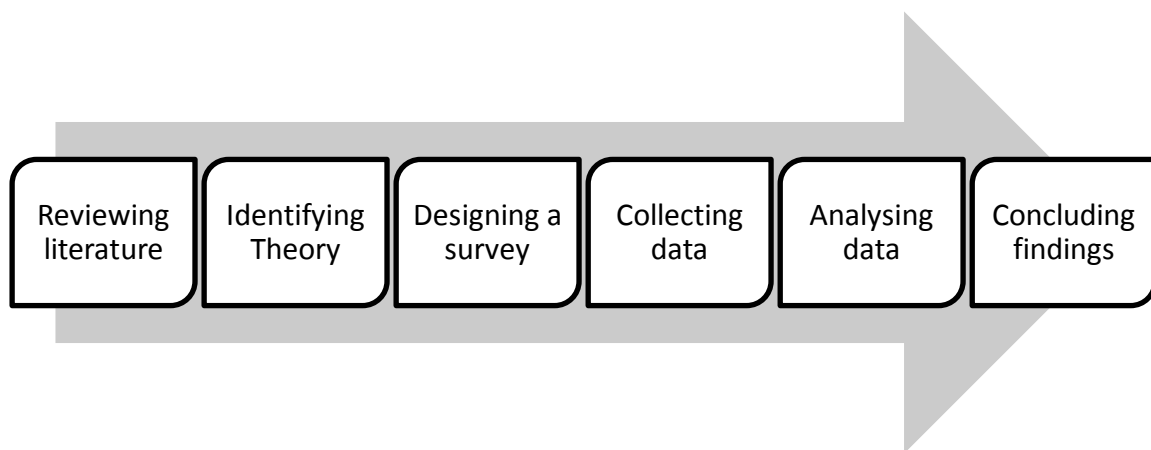 Reviewing
literature
Identifying
Theory
Designing a
survey
Collecting
data
Analysing
data
Concluding
findings